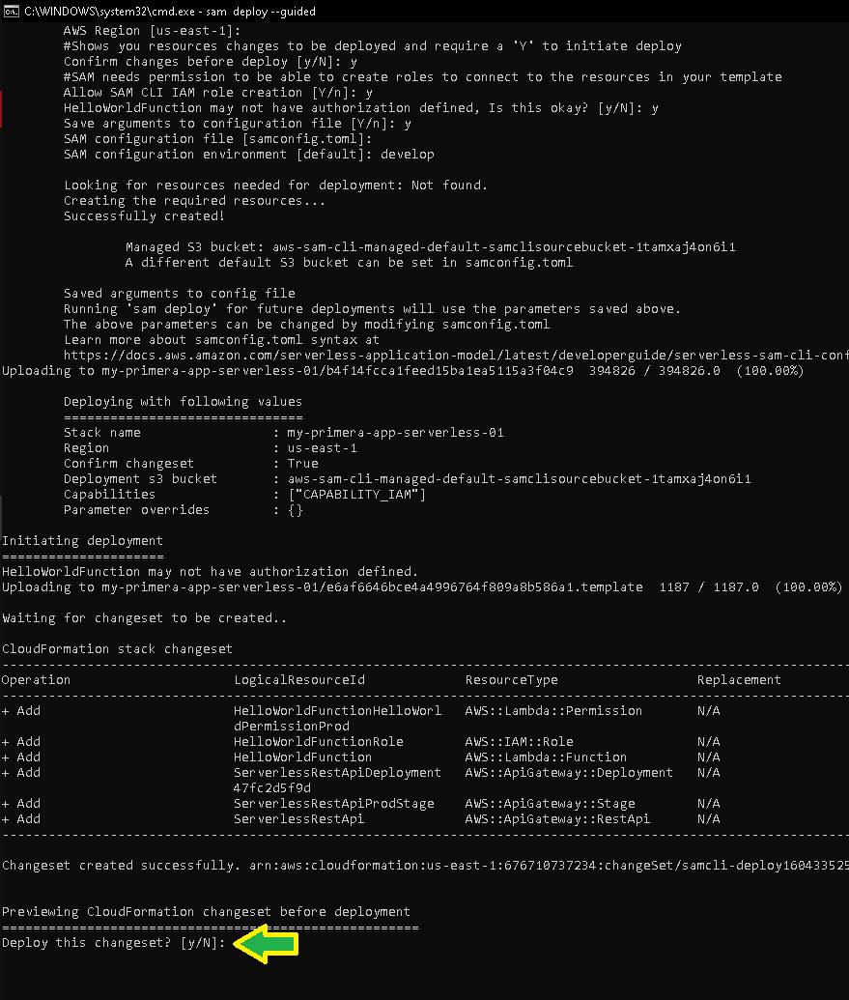 C:\WINDOWS\system32\cmd.exe - sam deploy --guided
AWS Region [us-east-1]:
#Shows you resources changes to be deployed and require a 'Y' to initiate deploy
Confirm changes before deploy [y/N]: y
#SAM needs permission to be able to create roles to connect to the resources in your template
Allow SAM CLI IAM role creation [Y/n]: y
HelloWorldFunction may not have authorization defined, Is this okay? [y/N]: y
Save arguments to configuration file [Y/n]: y
SAM configuration file [samconfig.toml]:
SAM configuration environment [default]: develop
Looking for resources needed for deployment: Not found.
Creating the required resources...
Successfully created!
Managed S3 bucket: aws-sam-cli-managed-default-samclisourcebucket-1tamxaj4on6i1
A different default S3 bucket can be set in samconfig.toml
Saved arguments to config file
Running 'sam deploy' for future deployments will use the parameters saved above.
The above parameters can be changed by modifying samconfig.toml
Learn more about samconfig.toml syntax at
https://docs.aws.amazon.com/serverless-application-model/latest/developerguide/serverless-sam-cli-conf
Uploading to my-primera-app-serverless-01/b4f14fcca1feed15ba1ea5115a3f04c9  394826 / 394826.0  (100.00%)
Deploying with following values
===============================
Stack name                 : my-primera-app-serverless-01
Region                     : us-east-1
Confirm changeset          : True
Deployment s3 bucket       : aws-sam-cli-managed-default-samclisourcebucket-1tamxaj4on6i1
Capabilities               : ["CAPABILITY_IAM"]
Parameter overrides        : {}
Initiating deployment
=====================
HelloWorldFunction may not have authorization defined.
Uploading to my-primera-app-serverless-01/e6af6646bce4a4996764f809a8b586a1.template  1187 / 1187.0  (100.00%)
Waiting for changeset to be created..
CloudFormation stack changeset
Operation LogicalResourceId ResourceType Replacement
+ Add HelloWorldFunctionHelloWorl AWS::Lambda::Permission N/A
dPermissionProd
+ Add HelloWorldFunctionRole AWS::IAM::Role N/A
+ Add HelloWorldFunction AWS::Lambda::Function N/A
+ Add ServerlessRestApiDeployment AWS::ApiGateway::Deployment N/A
47fc2d5f9d
+ Add ServerlessRestApiProdStage AWS::ApiGateway::Stage N/A
+ Add ServerlessRestApi AWS::ApiGateway::RestApi N/A
Changeset created successfully. arn:aws:cloudformation:us-east-1:676710737234:changeSet/samcli-deploy160433525
Previewing CloudFormation changeset before deployment
======================================================
Deploy this changeset? [y/N]: